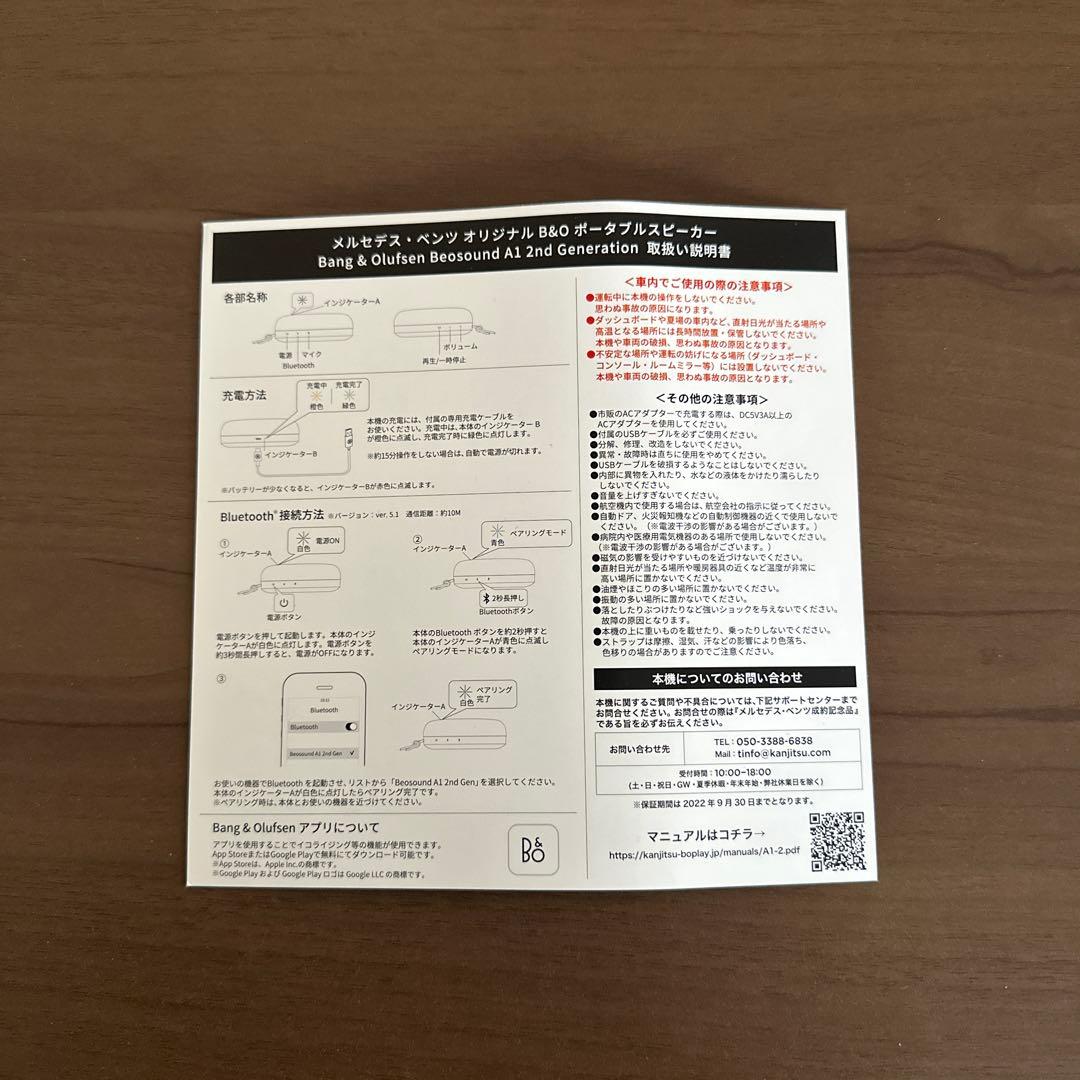 メルセデス・ベンツ オリジナル B&O ポータブルスピーカー
Bang & Olufsen Beosound A1 2nd Generation 取扱い説明書
各部名称
インジケーターA
電源
マイク
Bluetooth
ボリューム
再生/一時停止
充電方法
充電中
橙色
充電完了
緑色
インジケーターB
本機の充電には、付属の専用充電ケーブルを
お使いください。充電中は、本体のインジケーター B
が橙色に点滅し、充電完了時に緑色に点灯します。
※約15分操作をしない場合は、自動で電源が切れます。
※バッテリーが少なくなると、インジケーターBが赤色に点滅します。
Bluetooth®接続方法 ※バージョン:ver. 5.1 通信距離:約10M
①
インジケーターA
白色
電源ON
電源ボタン
電源ボタンを押して起動します。本体のインジ
ケーターAが白色に点灯します。電源ボタンを
約3秒間長押しすると、電源がOFFになります。
②
インジケーターA
青色
ペアリングモード
2秒長押し
Bluetoothボタン
本体のBluetooth ボタンを約2秒押すと
本体のインジケーターAが青色に点滅し
ペアリングモードになります。
③
Bluetooth
Bluetooth
Beosound A1 2nd Gen ✓
インジケーターA
白色
ペアリング
完了
お使いの機器でBluetooth を起動させ、リストから「Beosound A1 2nd Gen」を選択してください。
本体のインジケーターAが白色に点灯したらペアリング完了です。
※ペアリング時は、本体とお使いの機器を近づけてください。
Bang & Olufsen アプリについて
アプリを使用することでイコライジング等の機能が使用できます。
App StoreまたはGoogle Playで無料にてダウンロード可能です。
※App Storeは、Apple Inc.の商標です。
※Google Play および Google Play ロゴは Google LLC の商標です。
B&O
＜車内でご使用の際の注意事項＞
●運転中に本機の操作をしないでください。
思わぬ事故の原因になります。
●ダッシュボードや夏場の車内など、直射日光が当たる場所や
高温となる場所には長時間放置・保管しないでください。
本機や車両の破損、思わぬ事故の原因となります。
●不安定な場所や運転の妨げになる場所（ダッシュボード・
コンソール・ルームミラー等）には設置しないでください。
本機や車両の破損、思わぬ事故の原因となります。
＜その他の注意事項＞
●市販のACアダプターで充電する際は、DC5V3A以上の
ACアダプターを使用してください。
●付属のUSBケーブルを必ずご使用ください。
●分解、修理、改造をしないでください。
●異常・故障時は直ちに使用をやめてください。
●USBケーブルを破損するようなことはしないでください。
●内部に異物を入れたり、水などの液体をかけたり濡らしたり
しないでください。
●音量を上げすぎないでください。
●航空機内で使用する場合は、航空会社の指示に従ってください。
●自動ドア、火災報知機などの自動制御機器の近くで使用しないで
ください。（※電波干渉の影響がある場合がございます。）
●病院内や医療用電気機器のある場所で使用しないでください。
（※電波干渉の影響がある場合がございます。）
●磁気の影響を受けやすいものを近づけないでください。
●直射日光が当たる場所や暖房器具の近くなど温度が非常に
高い場所に置かないでください。
●油煙やほこりの多い場所に置かないでください。
●振動の多い場所に置かないでください。
●落としたりぶつけたりなど強いショックを与えないでください。
故障の原因となります。
●本機の上に重いものを載せたり、乗ったりしないでください。
●ストラップは摩擦、湿気、汗などの影響により色落ち、
色移りの場合がありますのでご注意ください。
本機についてのお問い合わせ
本機に関するご質問や不具合については、下記サポートセンターまで
お問合せください。お問合せの際は『メルセデス・ベンツ成約記念品』
である旨を必ずお伝えください。
お問い合わせ先
TEL：050-3388-6838
Mail：tinfo@kanjitsu.com
受付時間：10:00-18:00
(土・日・祝日・GW・夏季休暇・年末年始・弊社休業日を除く)
※保証期間は 2022 年 9 月 30 日までとなります。
マニュアルはコチラ→
https://kanjitsu-boplay.jp/manuals/A1-2.pdf